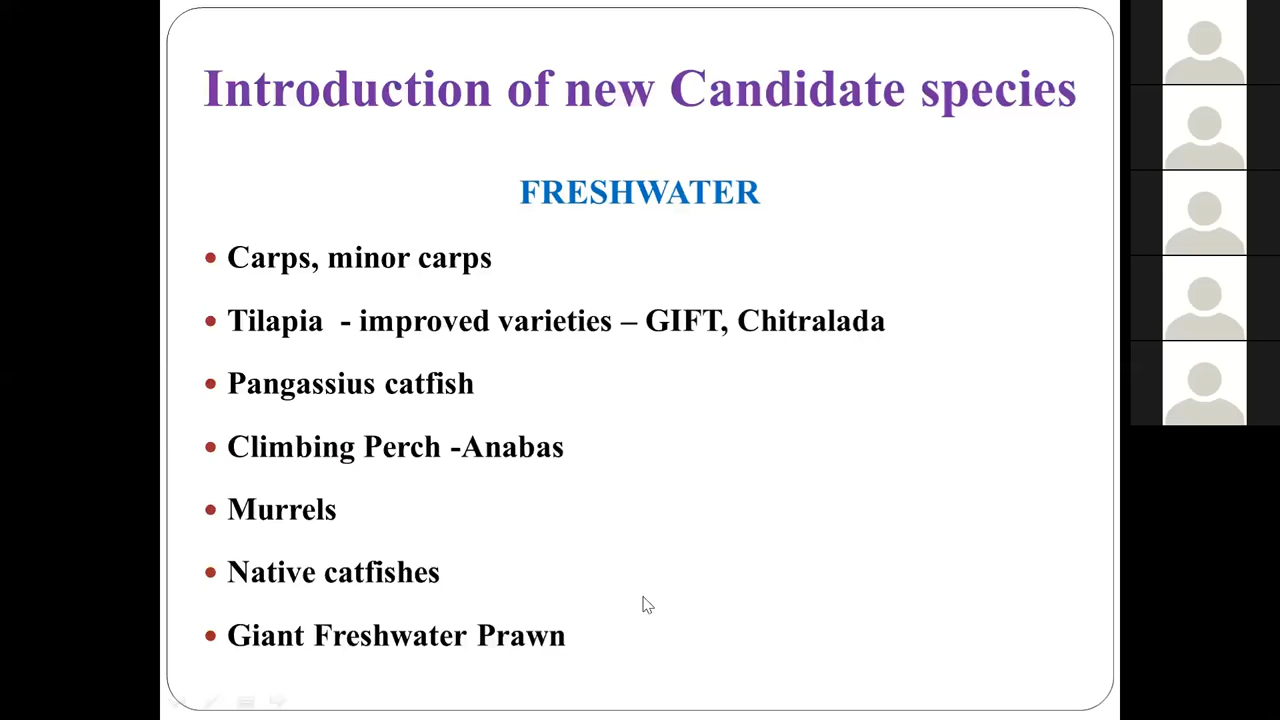 Introduction of new Candidate species
FRESHWATER
• Carps, minor carps
• Tilapia - improved varieties – GIFT, Chitralada
• Pangassius catfish
• Climbing Perch -Anabas
• Murrels
• Native catfishes
• Giant Freshwater Prawn